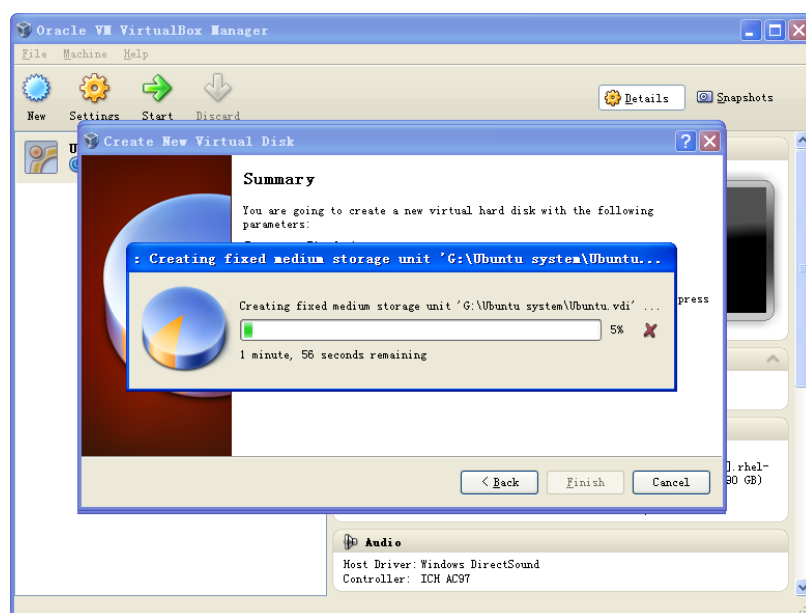 Oracle VM VirtualBox Manager
File Machine Help
New Settings Start Discard
Details Snapshots
Create New Virtual Disk
Summary
You are going to create a new virtual hard disk with the following
parameters:
: Creating fixed medium storage unit 'G:\Ubuntu system\Ubuntu...
press
Creating fixed medium storage unit 'G:\Ubuntu system\Ubuntu.vdi' ...
5%
1 minute, 56 seconds remaining
].rhel-
90 GB)
< Back Finish Cancel
Audio
Host Driver: Windows DirectSound
Controller: ICH AC97